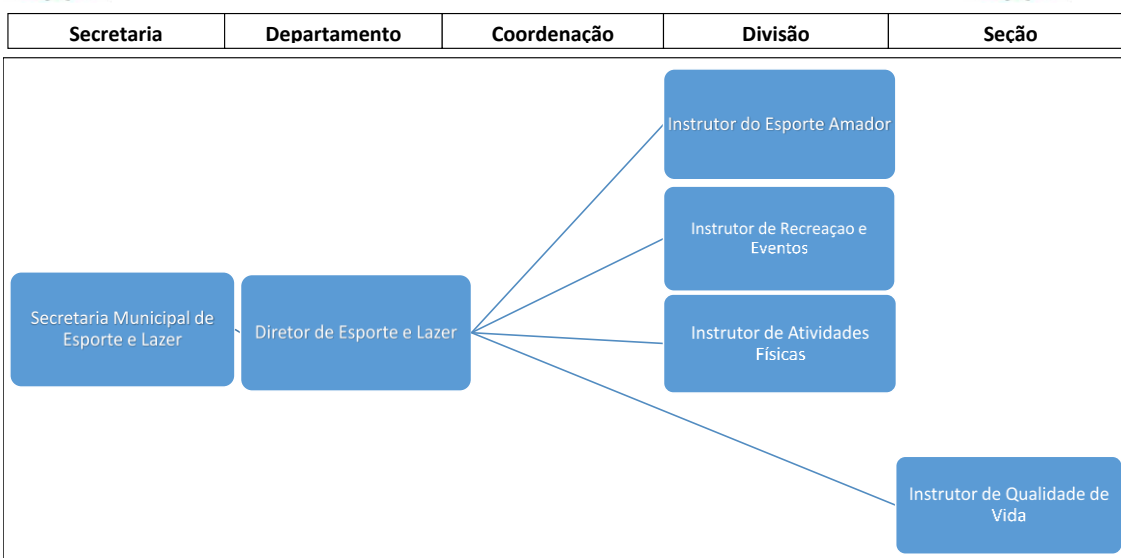 Secretaria Departamento Coordenação Divisão Seção
Instrutor do Esporte Amador
Instrutor de Recreaçao e
Eventos
Secretaria Municipal de
Esporte e Lazer
Diretor de Esporte e Lazer
Instrutor de Atividades
Físicas
Instrutor de Qualidade de
Vida